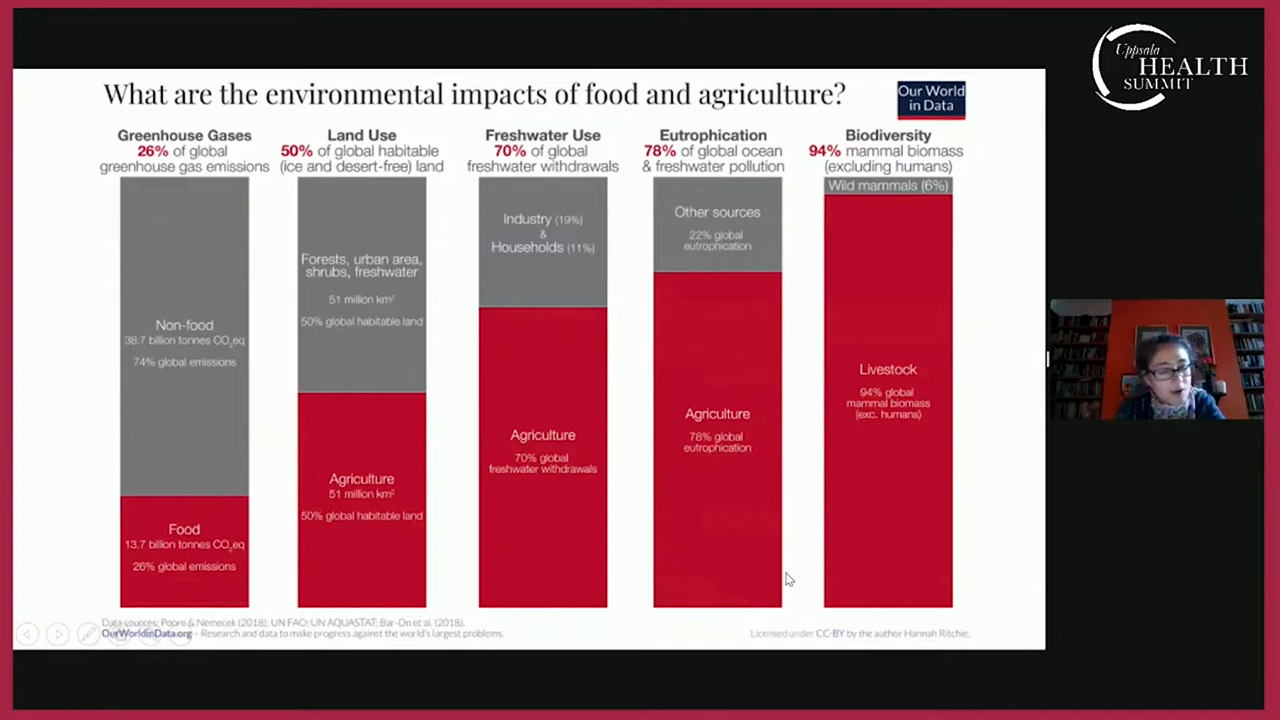 Uppsala
HEALTH
SUMMIT
What are the environmental impacts of food and agriculture?
Our World
in Data
Greenhouse Gases
26% of global
greenhouse gas emissions
Non-food
38.7 billion tonnes CO₂eq
74% global emissions
Food
13.7 billion tonnes CO₂eq
26% global emissions
Land Use
50% of global habitable
(ice and desert-free) land
Forests, urban area,
shrubs, freshwater
51 million km²
50% global habitable land
Agriculture
51 million km²
50% global habitable land
Freshwater Use
70% of global
freshwater withdrawals
Industry (19%)
&
Households (11%)
Agriculture
70% global
freshwater withdrawals
Eutrophication
78% of global ocean
& freshwater pollution
Other sources
22% global
eutrophication
Agriculture
78% global
eutrophication
Biodiversity
94% mammal biomass
(excluding humans)
Wild mammals (6%)
Livestock
94% global
mammal biomass
(exc. humans)
Data sources: Poore & Nemecek (2018); UN FAO; UN AQUASTAT; Bar-On et al. (2018).
OurWorldinData.org – Research and data to make progress against the world's largest problems.
Licensed under CC-BY by the author Hannah Ritchie.